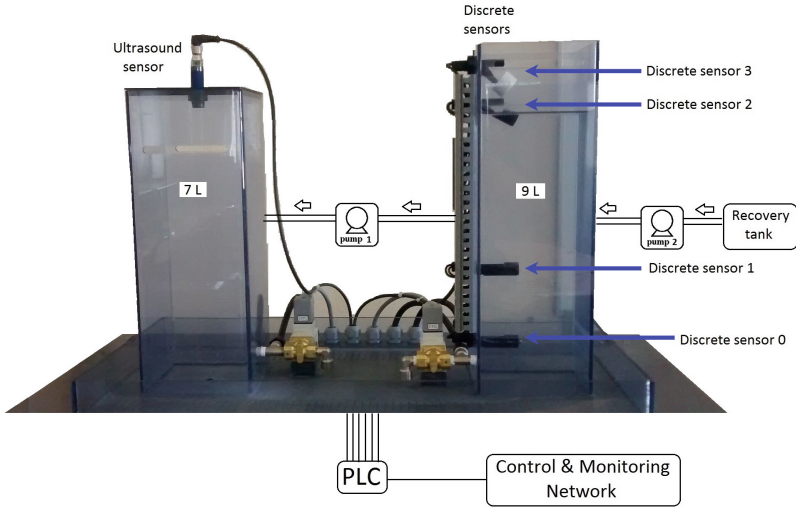 Discrete
sensors
Ultrasound
sensor
Discrete sensor 3
Discrete sensor 2
7 L
9 L
pump 1
pump 2
Recovery
tank
Discrete sensor 1
Discrete sensor 0
PLC
Control & Monitoring
Network